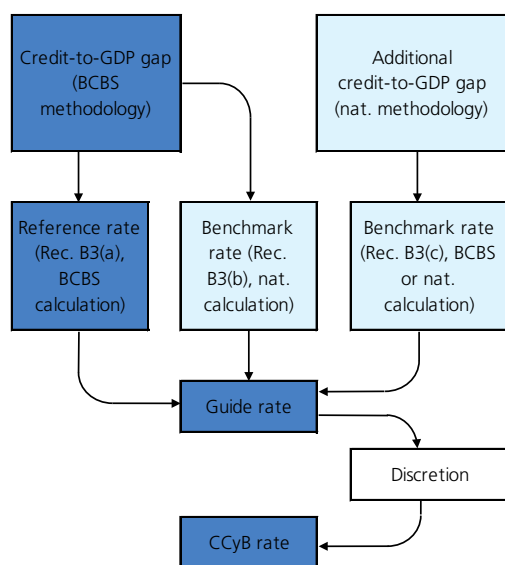 Credit-to-GDP gap
(BCBS
methodology)
Additional
credit-to-GDP gap
(nat. methodology)
Reference rate
(Rec. B3(a),
BCBS
calculation)
Benchmark
rate (Rec.
B3(b), nat.
calculation)
Benchmark rate
(Rec. B3(c), BCBS
or nat.
calculation)
Guide rate
Discretion
CCyB rate